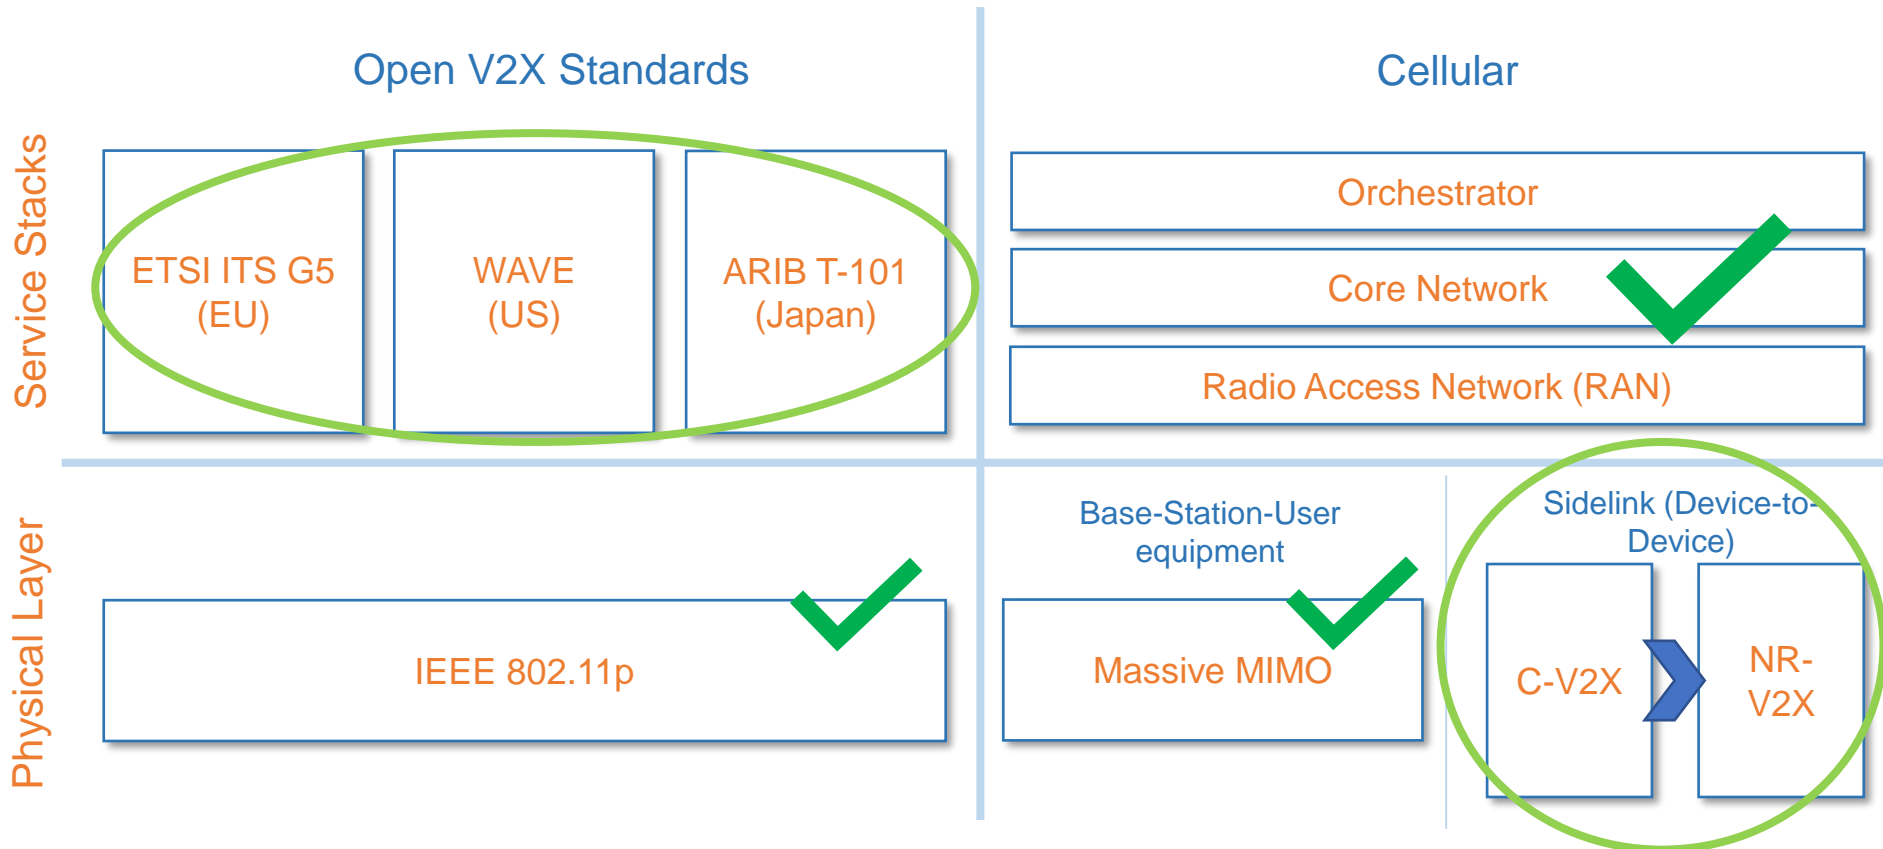 Open V2X Standards
Cellular
Service Stacks
ETSI ITS G5
(EU)
WAVE
(US)
ARIB T-101
(Japan)
Orchestrator
Core Network
Radio Access Network (RAN)
Physical Layer
IEEE 802.11p
Base-Station-User
equipment
Massive MIMO
Sidelink (Device-to-
Device)
C-V2X
NR-
V2X